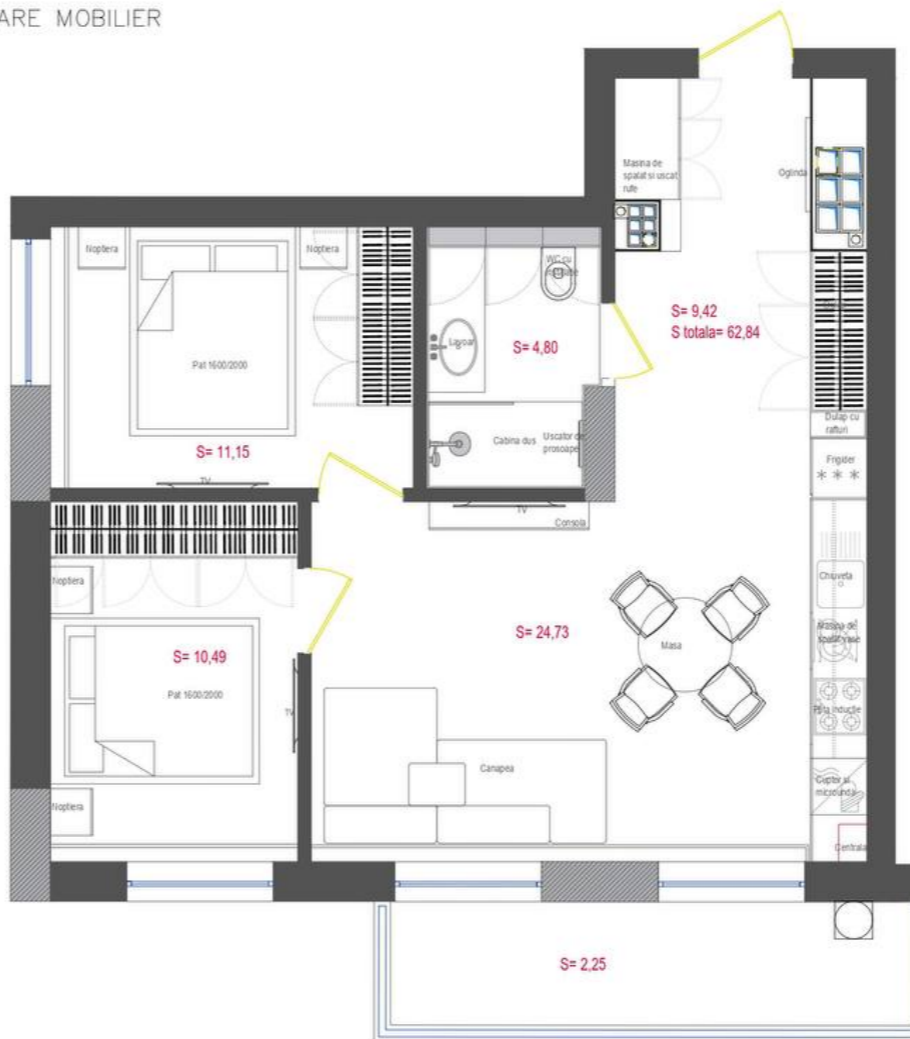 ARE MOBILIER
Masina de
spalat si uscat
rufe
Oglinda
Noptiera
Noptiera
Pat 1600/2000
S= 11,15
TV
WC cu
Lavoar
S= 4,80
Cabina dus
Uscator de
prosoape
S= 9,42
S totala= 62,84
Dulap cu
rafturi
Frigider
***
TV
Consola
Chiuveta
Masina de
spalat vase
Plita inductie
Cuptor si
microunda
Centrala
Noptiera
S= 10,49
Pat 1600/2000
TV
Noptiera
S= 24,73
Masa
Canapea
S= 2,25